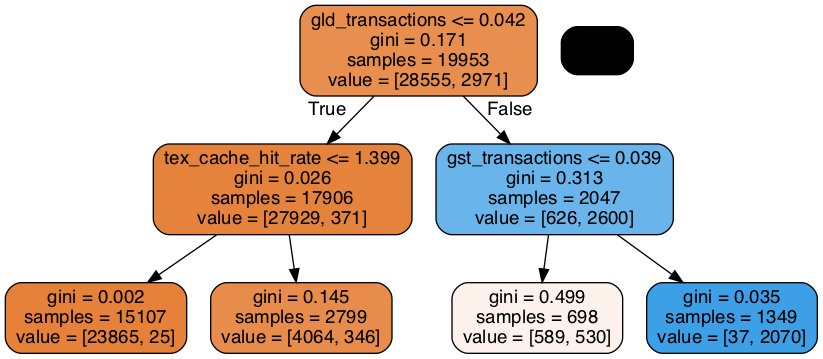 gld_transactions <= 0.042
gini = 0.171
samples = 19953
value = [28555, 2971]
True
False
tex_cache_hit_rate <= 1.399
gini = 0.026
samples = 17906
value = [27929, 371]
gst_transactions <= 0.039
gini = 0.313
samples = 2047
value = [626, 2600]
gini = 0.002
samples = 15107
value = [23865, 25]
gini = 0.145
samples = 2799
value = [4064, 346]
gini = 0.499
samples = 698
value = [589, 530]
gini = 0.035
samples = 1349
value = [37, 2070]